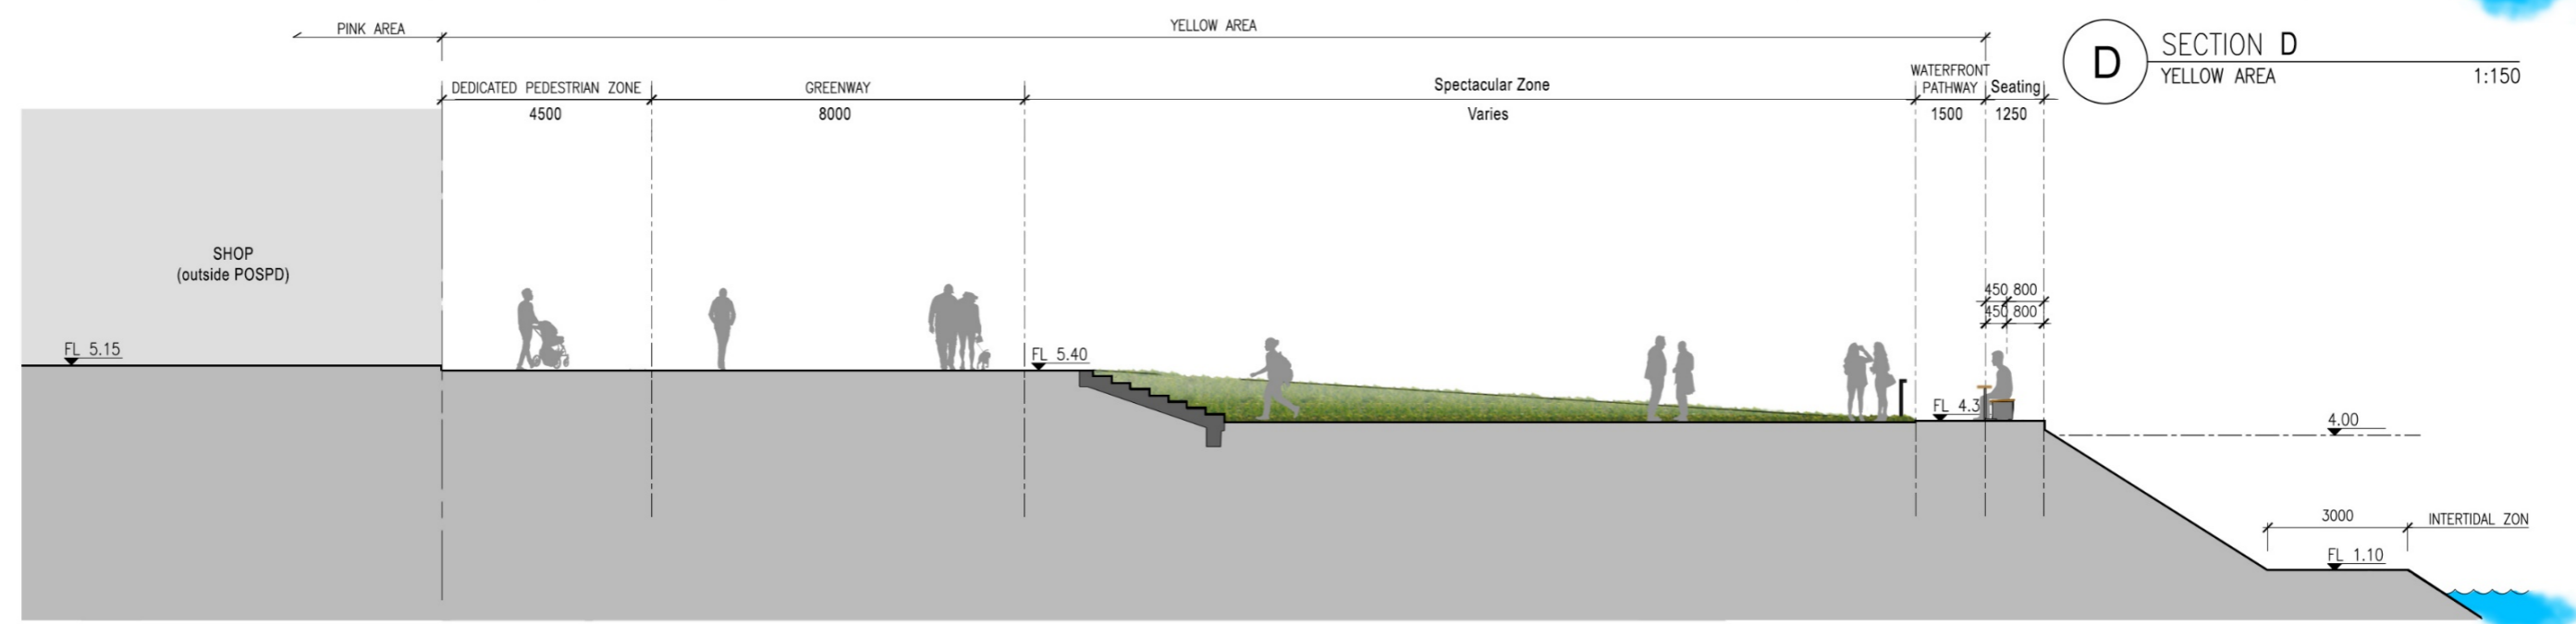 PINK AREA
YELLOW AREA
D
SECTION D
YELLOW AREA 1:150
DEDICATED PEDESTRIAN ZONE
4500
GREENWAY
8000
Spectacular Zone
Varies
WATERFRONT
PATHWAY
1500
Seating
1250
SHOP
(outside POSPD)
450 800
450 800
FL 5.15
FL 5.40
FL 4.3
4.00
3000
INTERTIDAL ZON
FL 1.10